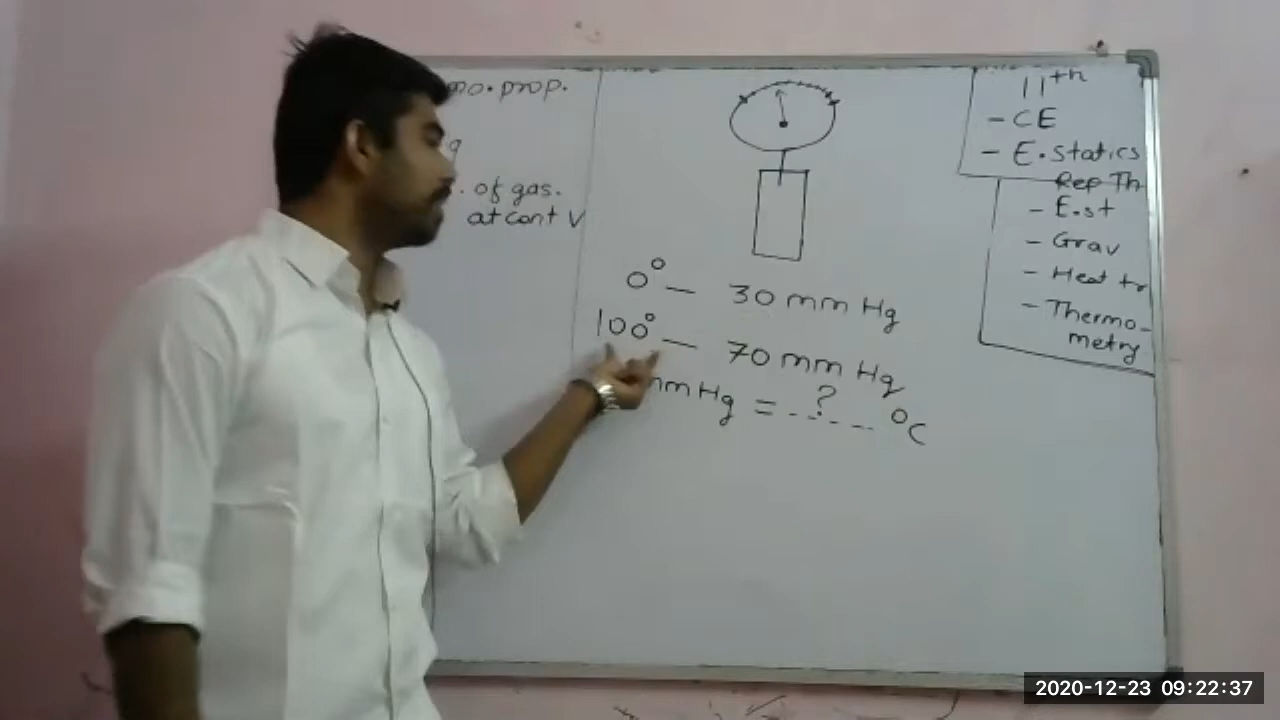 mo. prop.
g
. of gas.
at cont V
0° — 30 mm Hg
100° — 70 mm Hg
mm Hg = - - ? - - - °C
11th
- CE
- E. Statics
Rep Th
- E.st
- Grav
- Heat tr
- Thermo-
metry
2020-12-23 09:22:37